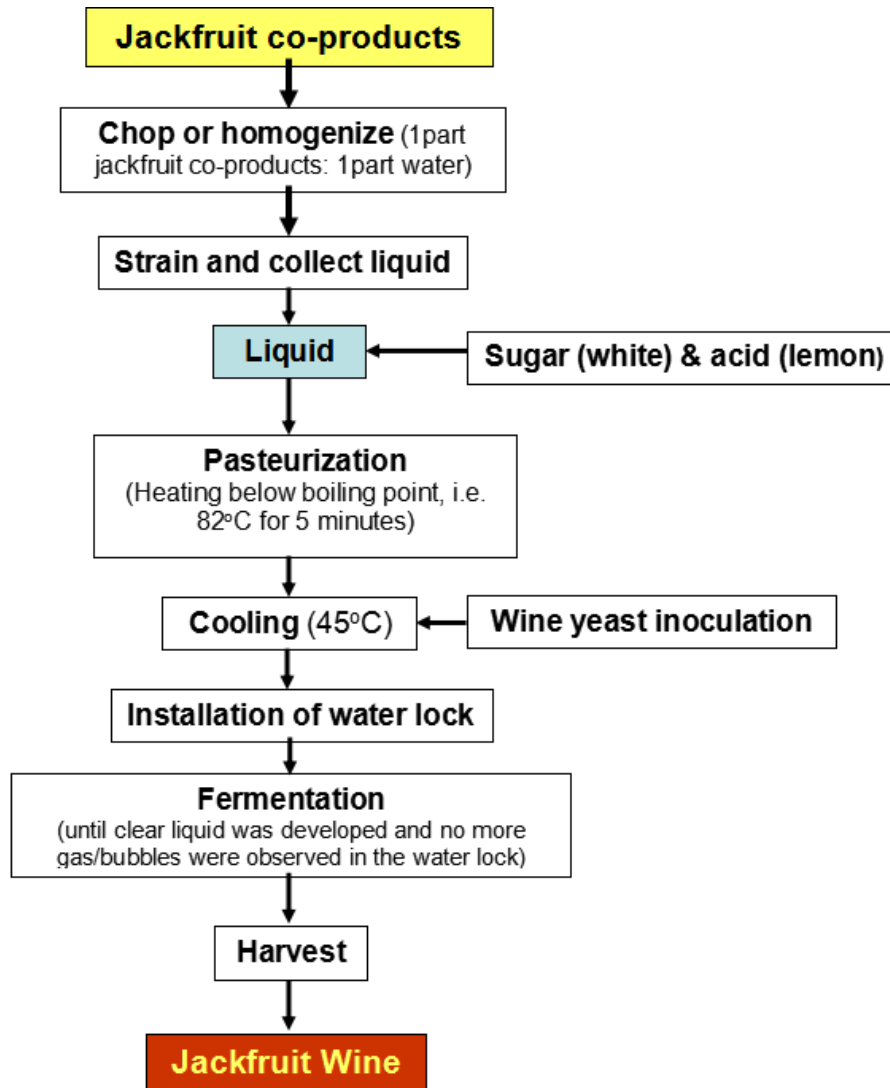 Jackfruit co-products
Chop or homogenize (1part
jackfruit co-products: 1part water)
Strain and collect liquid
Liquid
Sugar (white) & acid (lemon)
Pasteurization
(Heating below boiling point, i.e.
82°C for 5 minutes)
Cooling (45°C)
Wine yeast inoculation
Installation of water lock
Fermentation
(until clear liquid was developed and no more
gas/bubbles were observed in the water lock)
Harvest
Jackfruit Wine